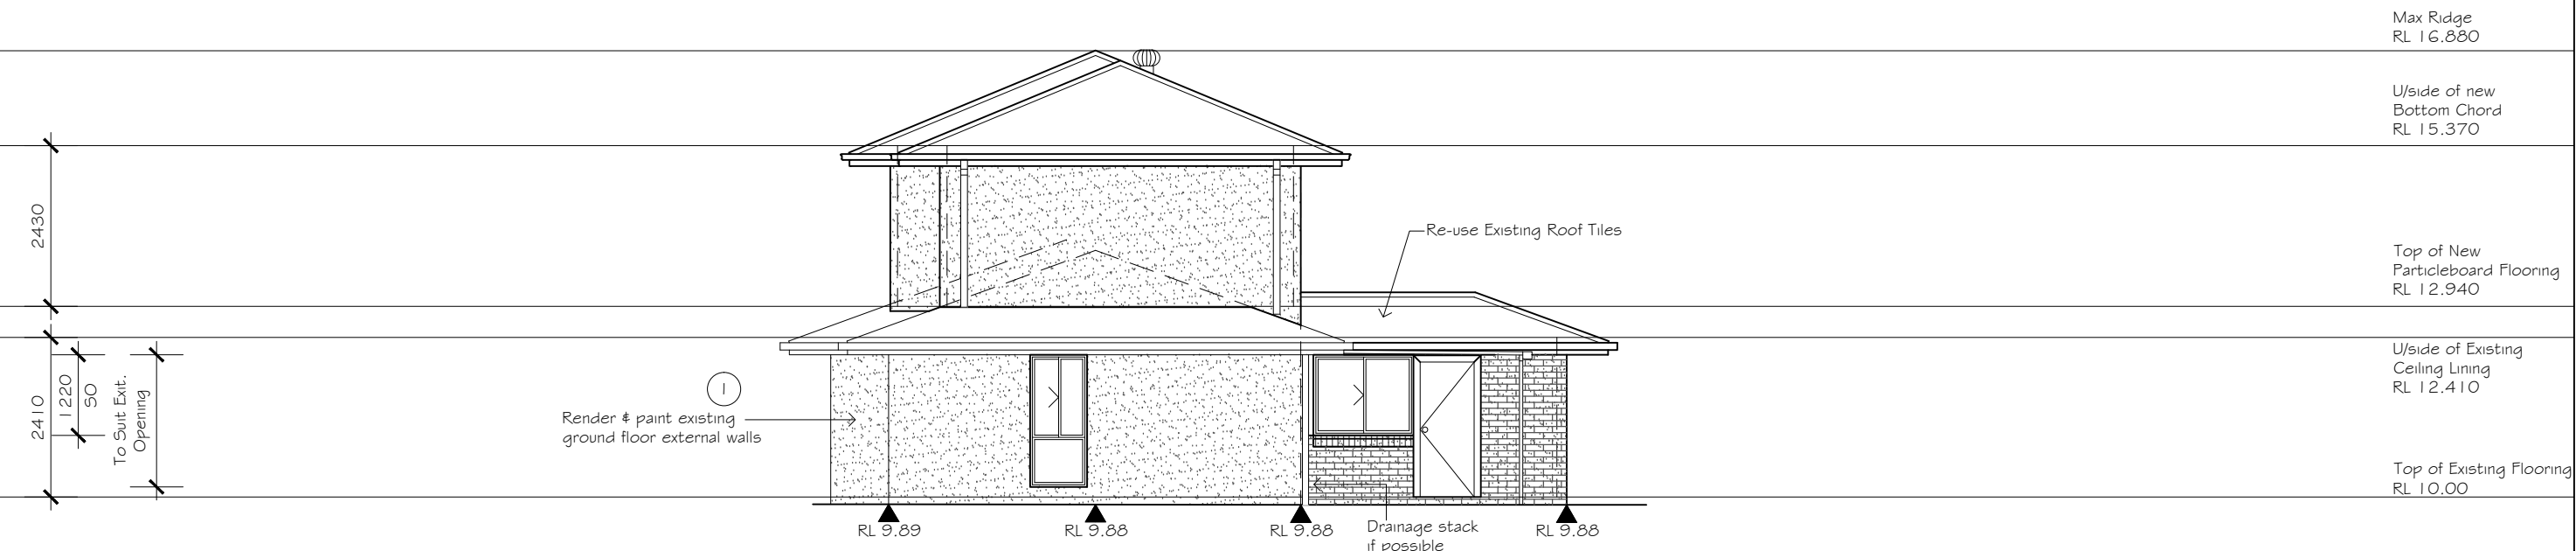 Max Ridge
RL 16.880
U/side of new
Bottom Chord
RL 15.370
2430
Re-use Existing Roof Tiles
Top of New
Particleboard Flooring
RL 12.940
U/side of Existing
Ceiling Lining
RL 12.410
2410
1220
50
To Suit Exit.
Opening
1
Render & paint existing
ground floor external walls
Top of Existing Flooring
RL 10.00
RL 9.89
RL 9.88
RL 9.88
Drainage stack
if possible
RL 9.88